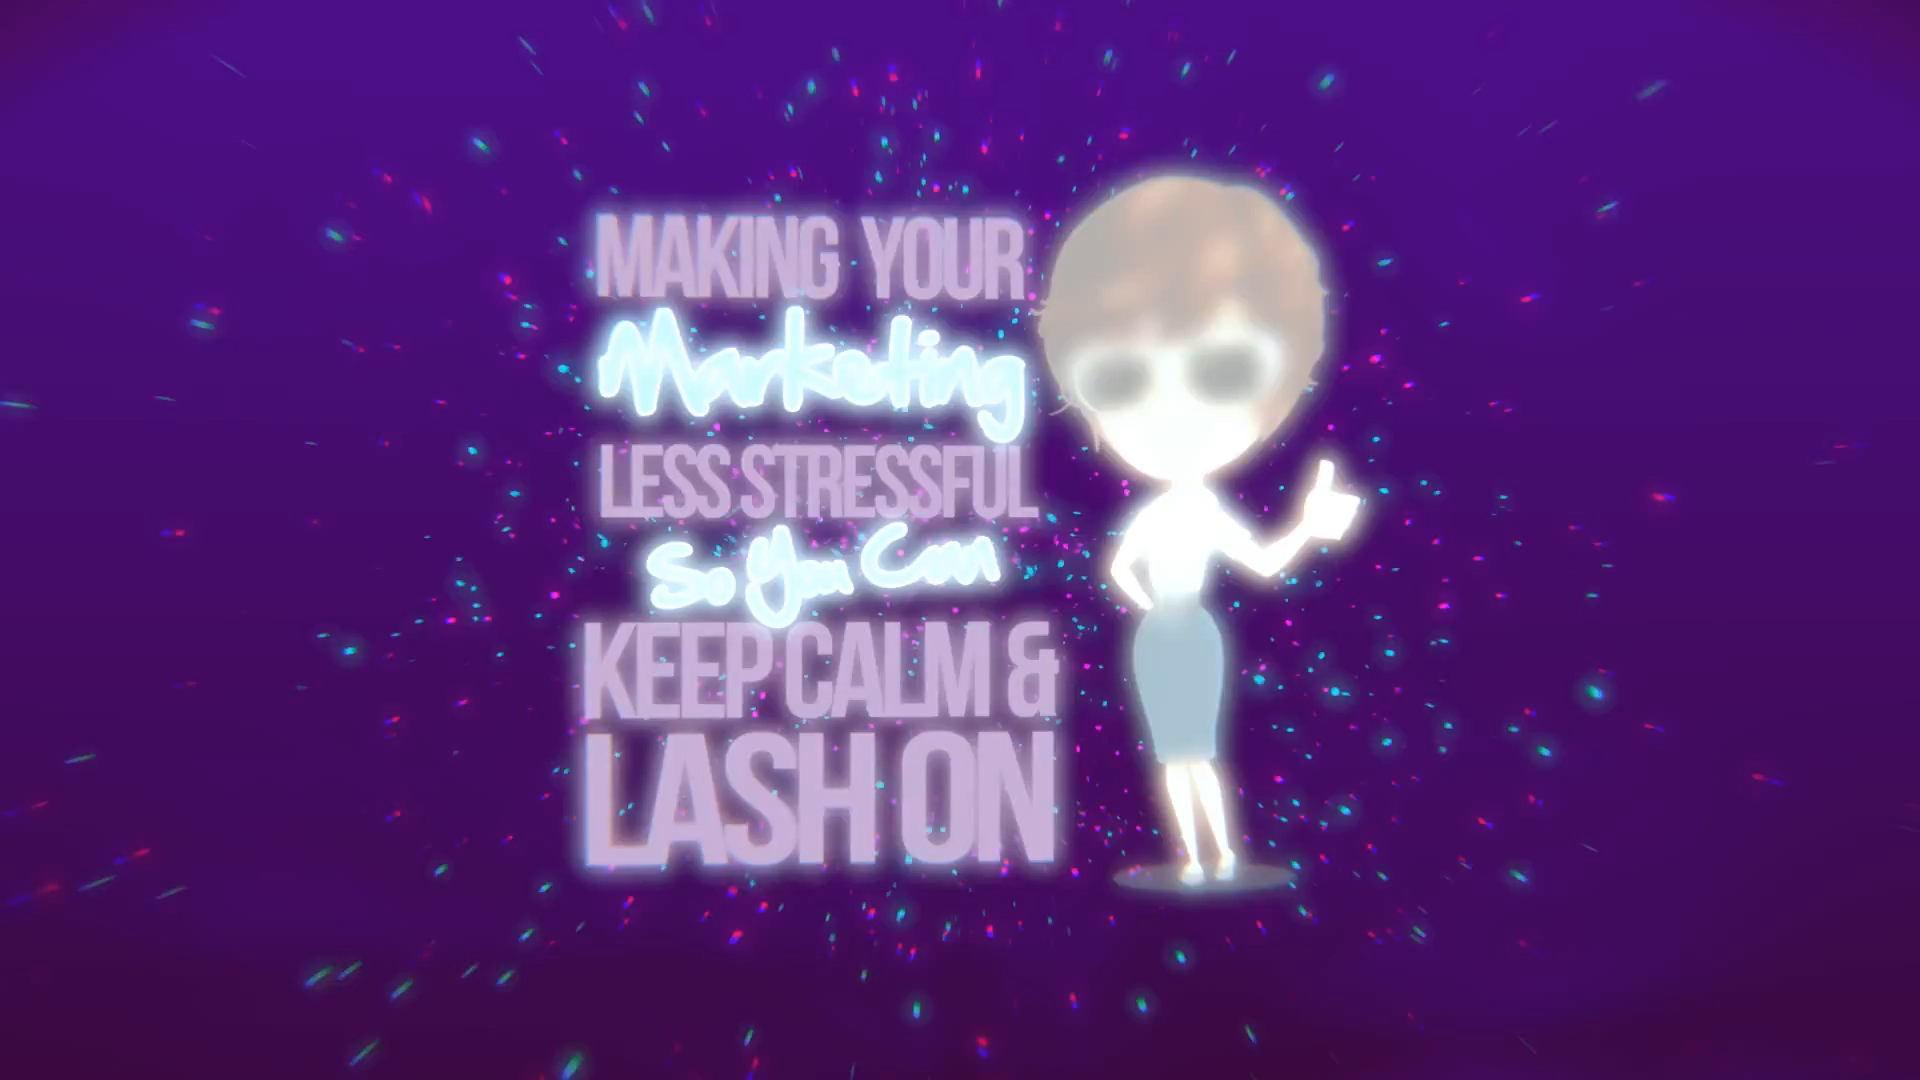 MAKING YOUR
Marketing
LESS STRESSFUL
So You Can
KEEP CALM &
LASH ON